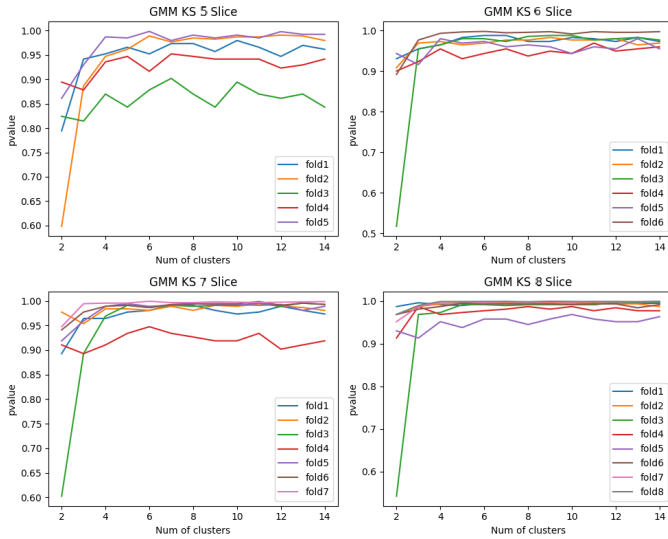 GMM KS 5 Slice
1.00
0.95
0.90
0.85
0.80
0.75
0.70
0.65
0.60
pvalue
2 4 6 8 10 12 14
Num of clusters
fold1
fold2
fold3
fold4
fold5
GMM KS 6 Slice
1.0
0.9
0.8
0.7
0.6
0.5
pvalue
2 4 6 8 10 12 14
Num of clusters
fold1
fold2
fold3
fold4
fold5
fold6
GMM KS 7 Slice
1.00
0.95
0.90
0.85
0.80
0.75
0.70
0.65
0.60
pvalue
2 4 6 8 10 12 14
Num of clusters
fold1
fold2
fold3
fold4
fold5
fold6
fold7
GMM KS 8 Slice
1.0
0.9
0.8
0.7
0.6
pvalue
2 4 6 8 10 12 14
Num of clusters
fold1
fold2
fold3
fold4
fold5
fold6
fold7
fold8